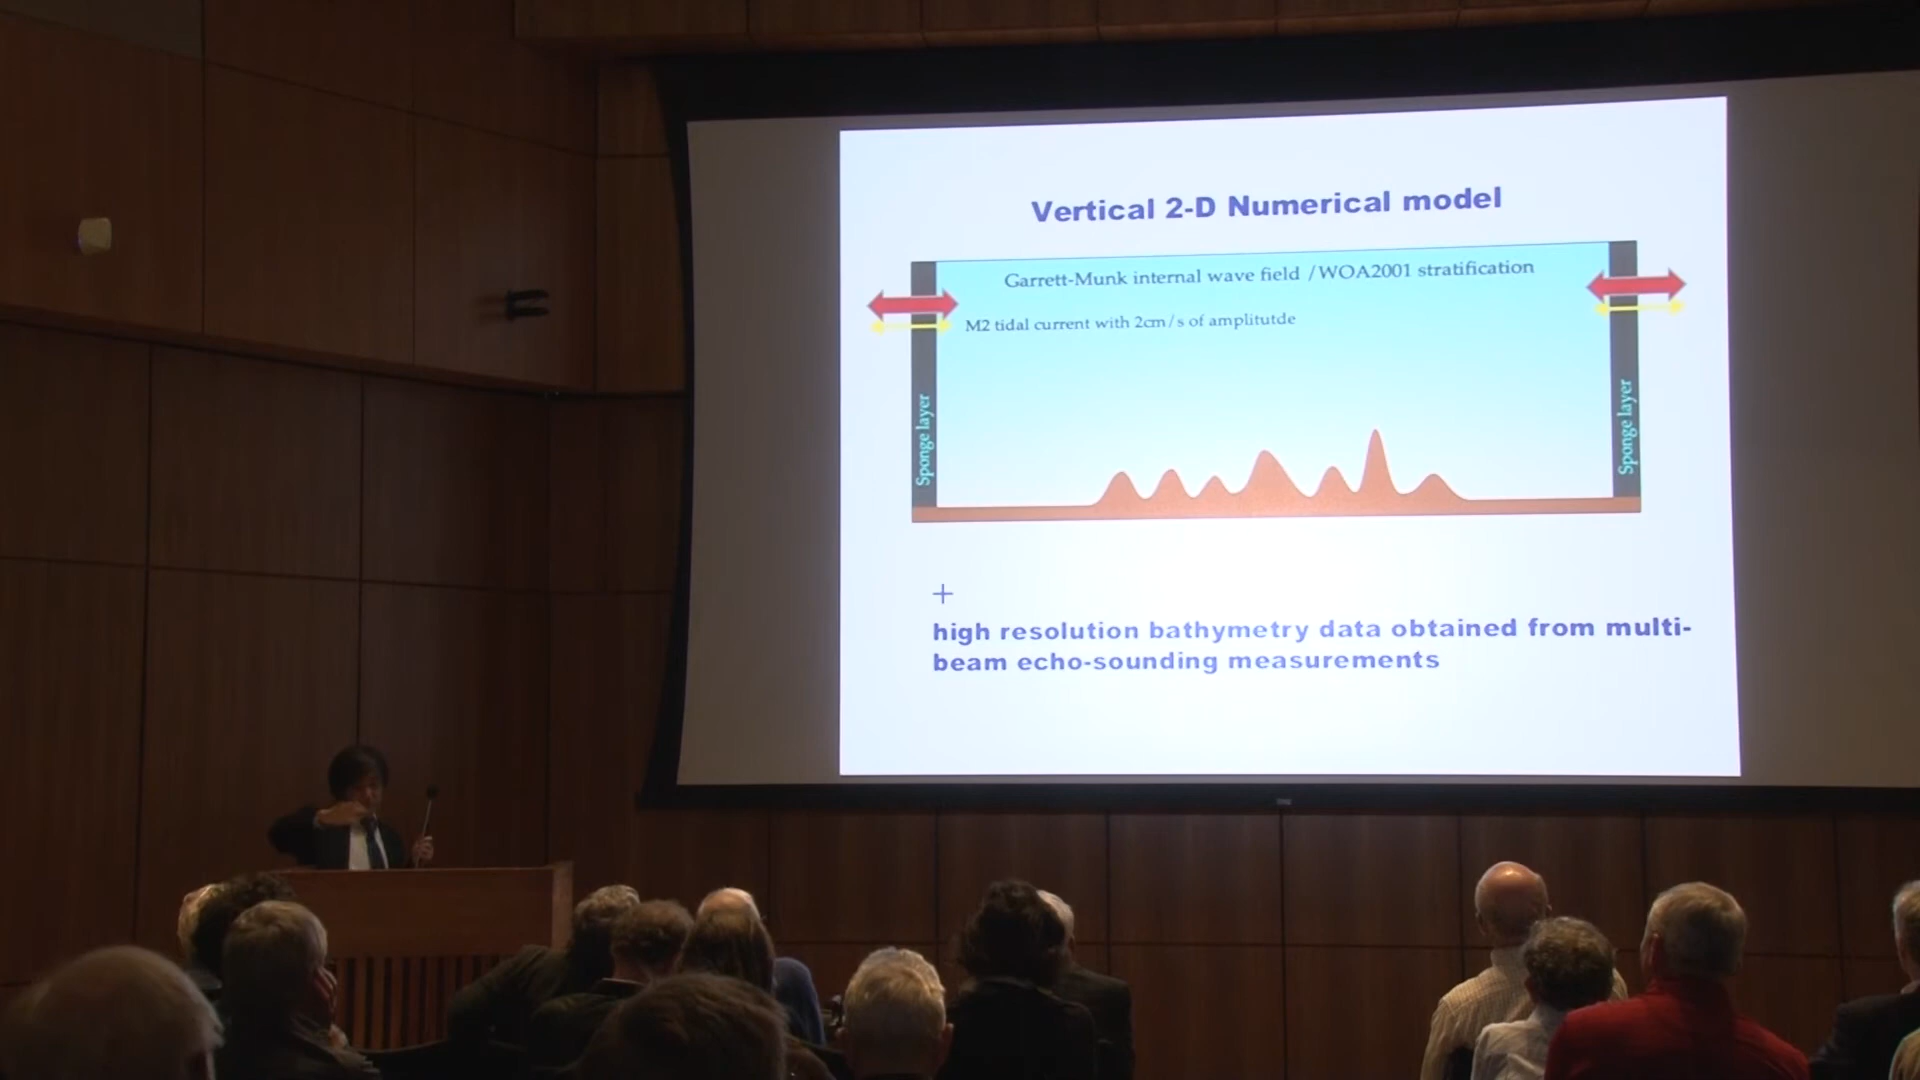 Vertical 2-D Numerical model
Garrett-Munk internal wave field /WOA2001 stratification
M2 tidal current with 2cm/s of amplitutde
Sponge layer
Sponge layer
+
high resolution bathymetry data obtained from multi-
beam echo-sounding measurements